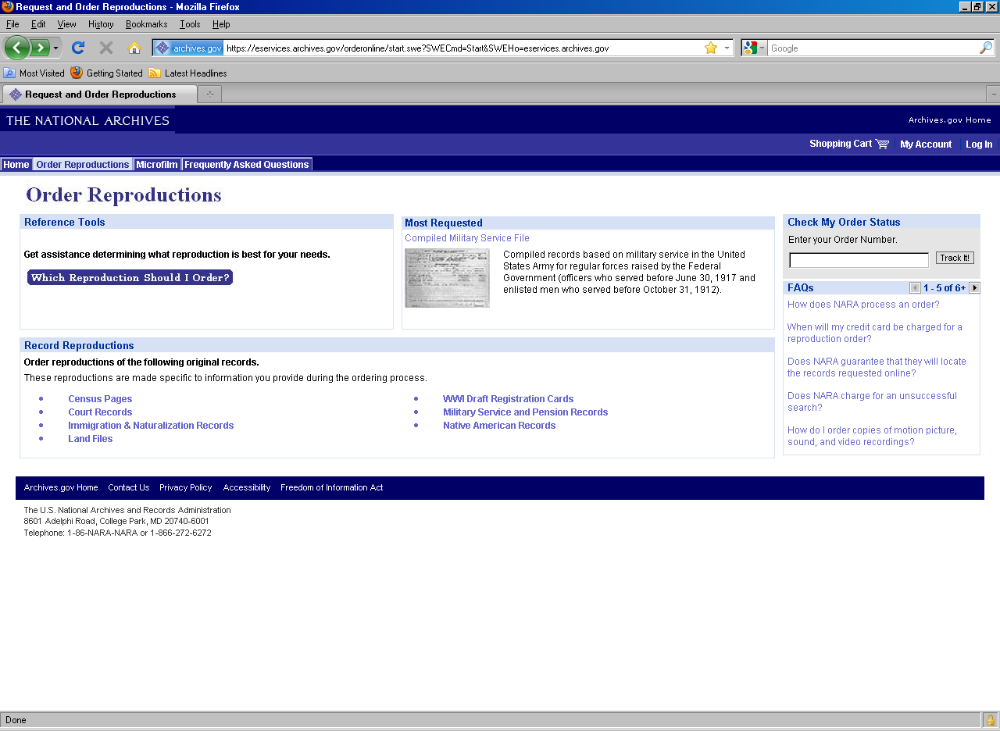 Request and Order Reproductions - Mozilla Firefox
File Edit View History Bookmarks Tools Help
archives.gov https://eservices.archives.gov/orderonline/start.swe?SWECmd=Start&SWEHo=eservices.archives.gov Google
Most Visited Getting Started Latest Headlines
Request and Order Reproductions
THE NATIONAL ARCHIVES
Archives.gov Home
Shopping Cart My Account Log In
Home Order Reproductions Microfilm Frequently Asked Questions
Order Reproductions
Reference Tools
Get assistance determining what reproduction is best for your needs.
Which Reproduction Should I Order?
Most Requested
Compiled Military Service File
Compiled records based on military service in the United
States Army for regular forces raised by the Federal
Government (officers who served before June 30, 1917 and
enlisted men who served before October 31, 1912).
Check My Order Status
Enter your Order Number.
Track It!
FAQs 1 - 5 of 6+
How does NARA process an order?
When will my credit card be charged for a
reproduction order?
Does NARA guarantee that they will locate
the records requested online?
Does NARA charge for an unsuccessful
search?
How do I order copies of motion picture,
sound, and video recordings?
Record Reproductions
Order reproductions of the following original records.
These reproductions are made specific to information you provide during the ordering process.
• Census Pages
• Court Records
• Immigration & Naturalization Records
• Land Files
• WWI Draft Registration Cards
• Military Service and Pension Records
• Native American Records
Archives.gov Home Contact Us Privacy Policy Accessibility Freedom of Information Act
The U.S. National Archives and Records Administration
8601 Adelphi Road, College Park, MD 20740-6001
Telephone: 1-86-NARA-NARA or 1-866-272-6272
Done